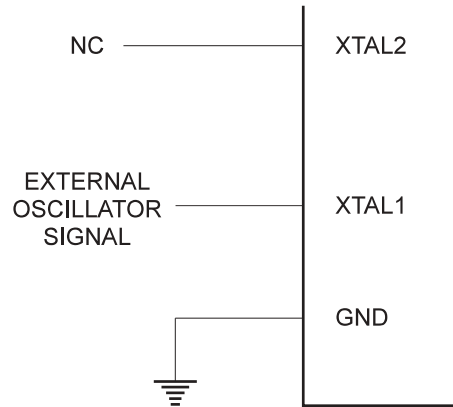 NC
XTAL2
EXTERNAL
OSCILLATOR
SIGNAL
XTAL1
GND